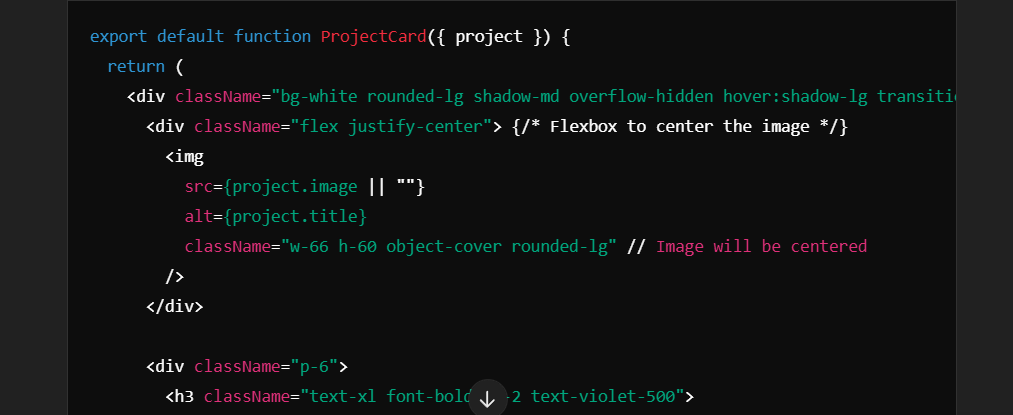 export default function ProjectCard({ project }) {
return (
<div className="bg-white rounded-lg shadow-md overflow-hidden hover:shadow-lg
<div className="flex justify-center"> {/* Flexbox to center the image */}
<img
src={project.image || ""}
alt={project.title}
className="w-66 h-60 object-cover rounded-lg" // Image will be centered
/>
</div>
<div className="p-6">
<h3 className="text-xl font-bold -2 text-violet-500">